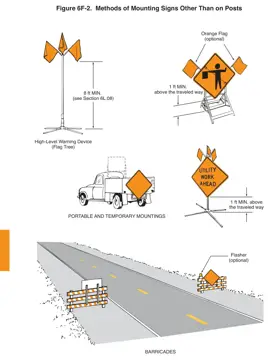 Figure 6F-2. Methods of Mounting Signs Other Than on Posts
Orange Flag
(optional)
8 ft MIN.
(see Section 6L.08)
1 ft MIN.
above the traveled way
High-Level Warning Device
(Flag Tree)
UTILITY
WORK
AHEAD
1 ft MIN. above
the traveled way
PORTABLE AND TEMPORARY MOUNTINGS
Flasher
(optional)
BARRICADES